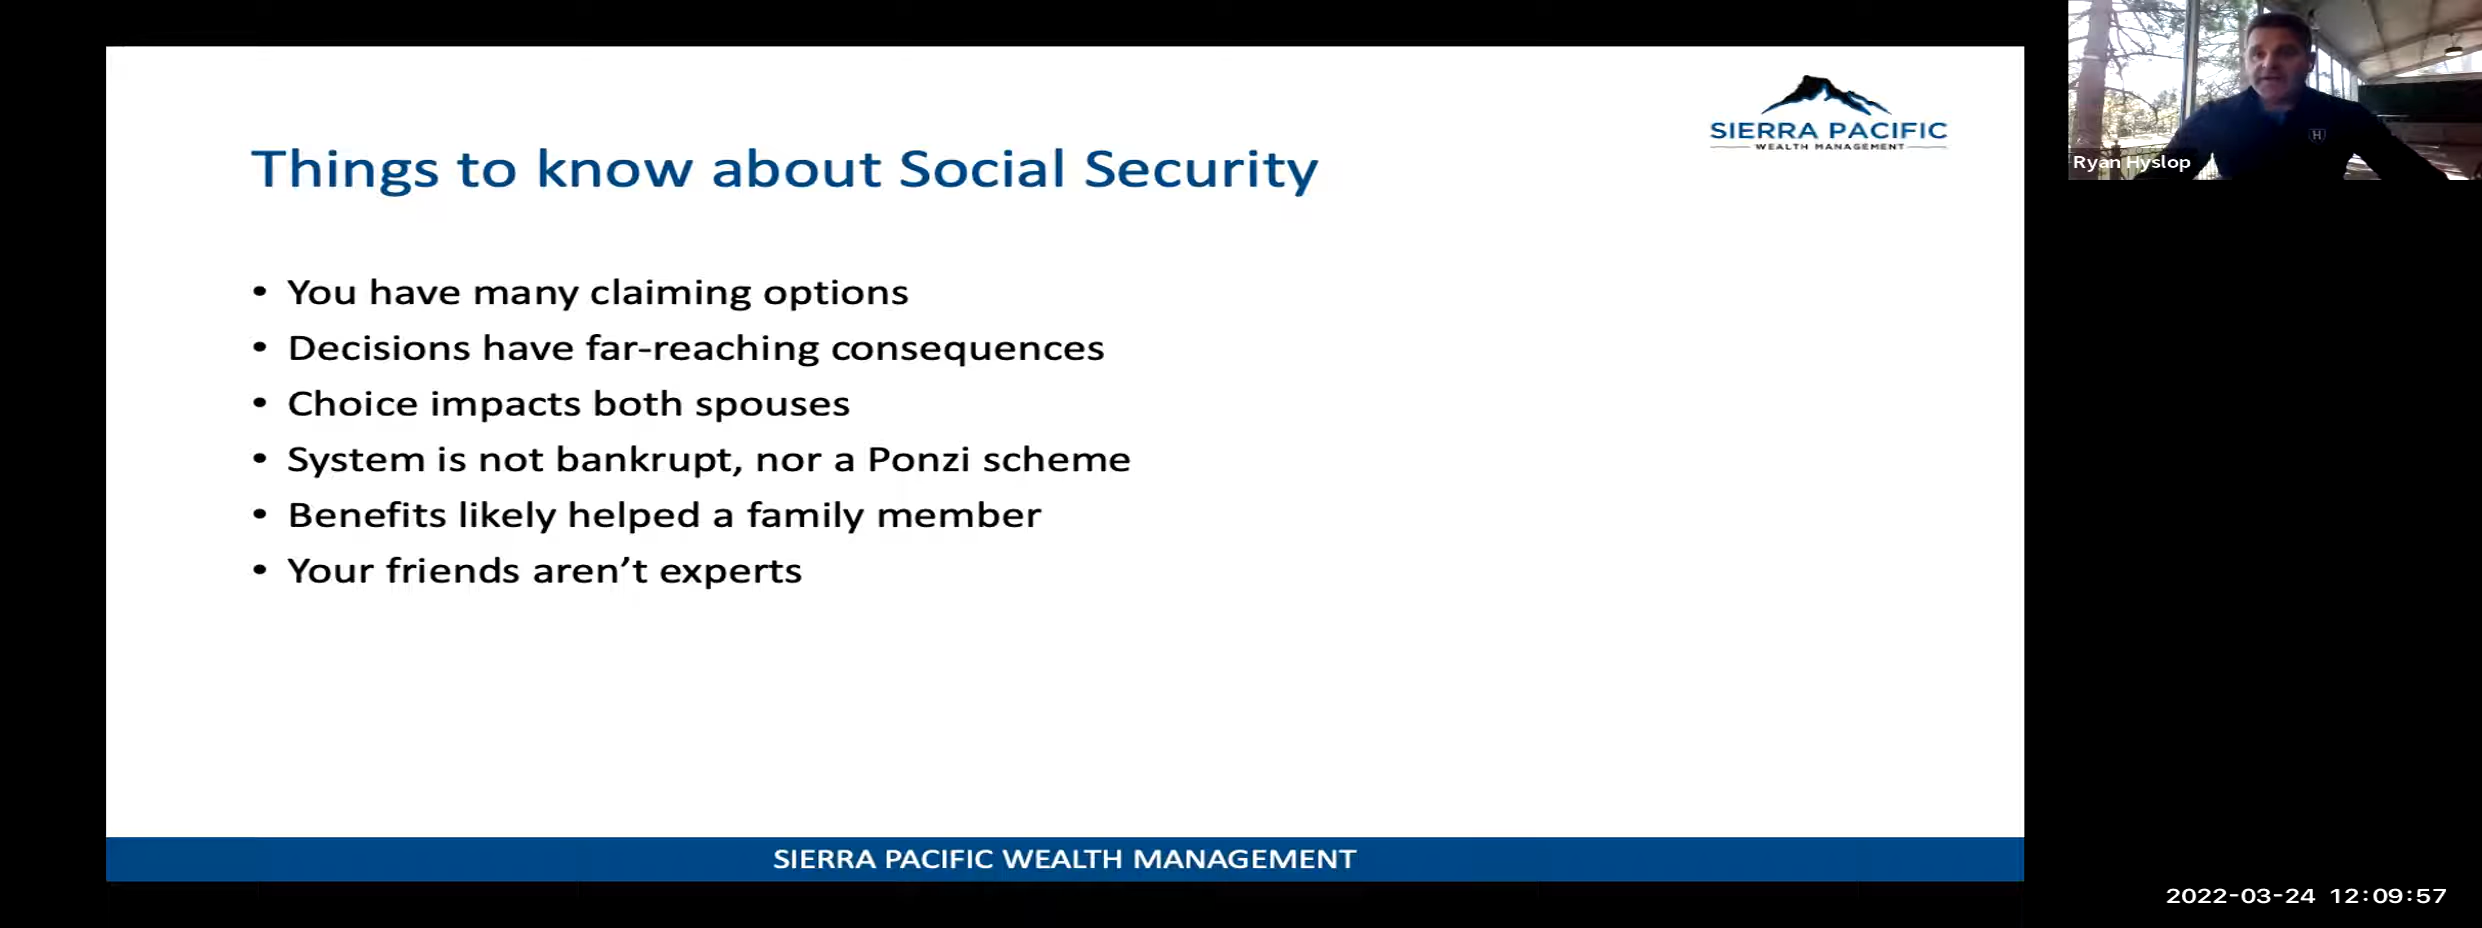 SIERRA PACIFIC
WEALTH MANAGEMENT
Things to know about Social Security
• You have many claiming options
• Decisions have far-reaching consequences
• Choice impacts both spouses
• System is not bankrupt, nor a Ponzi scheme
• Benefits likely helped a family member
• Your friends aren’t experts
SIERRA PACIFIC WEALTH MANAGEMENT
H
Ryan Hyslop
2022-03-24 12:09:57